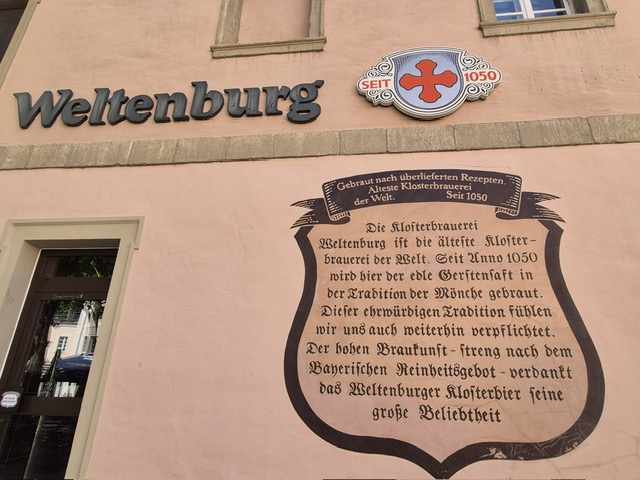 Weltenburg
SEIT 1050
Gebraut nach überlieferten Rezepten.
Älteste Klosterbrauerei
der Welt. Seit 1050
Die Klosterbrauerei
Weltenburg ist die älteste Kloster-
brauerei der Welt. Seit Anno 1050
wird hier der edle Gerstensaft in
der Tradition der Mönche gebraut.
Dieser ehrwürdigen Tradition fühlen
wir uns auch weiterhin verpflichtet.
Der hohen Braukunst - streng nach dem
Bayerischen Reinheitsgebot - verdankt
das Weltenburger Klosterbier seine
große Beliebtheit